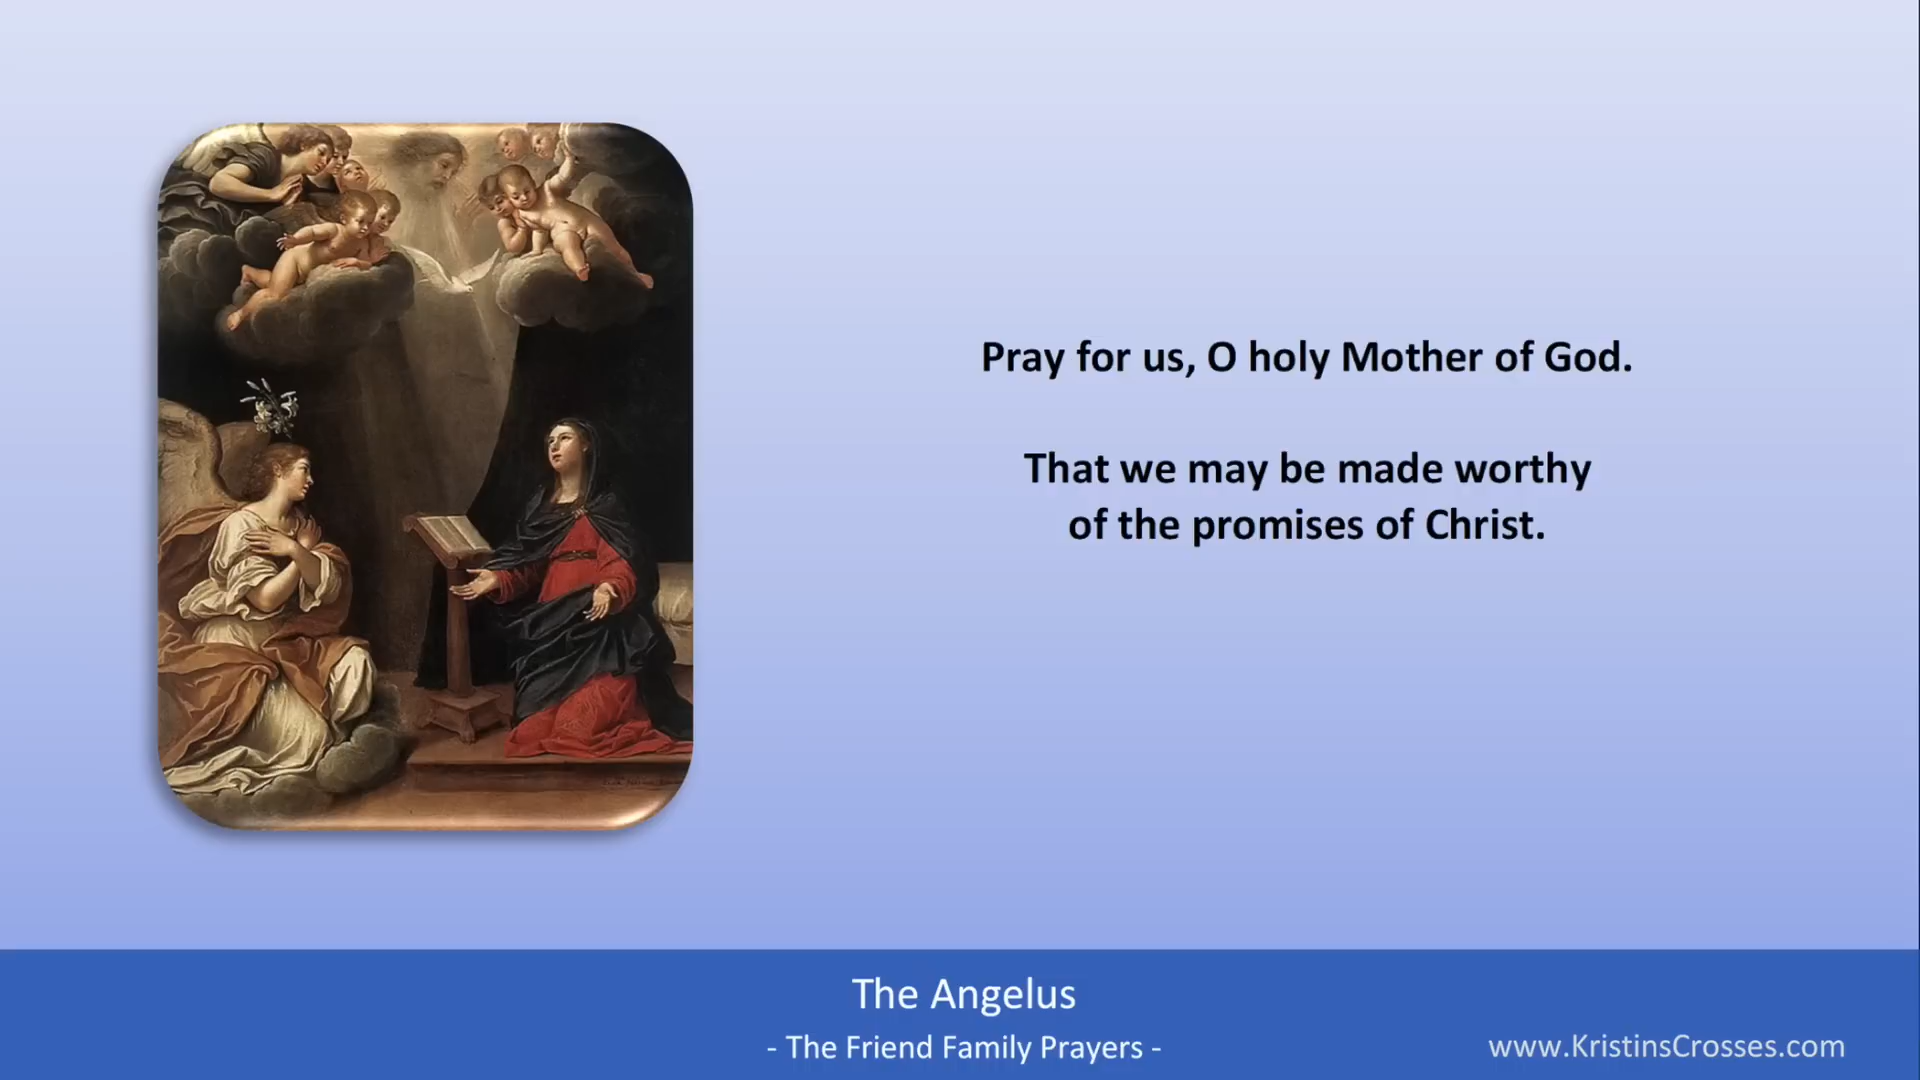 Pray for us, O holy Mother of God.
That we may be made worthy
of the promises of Christ.
The Angelus
- The Friend Family Prayers -
www.KristinsCrosses.com